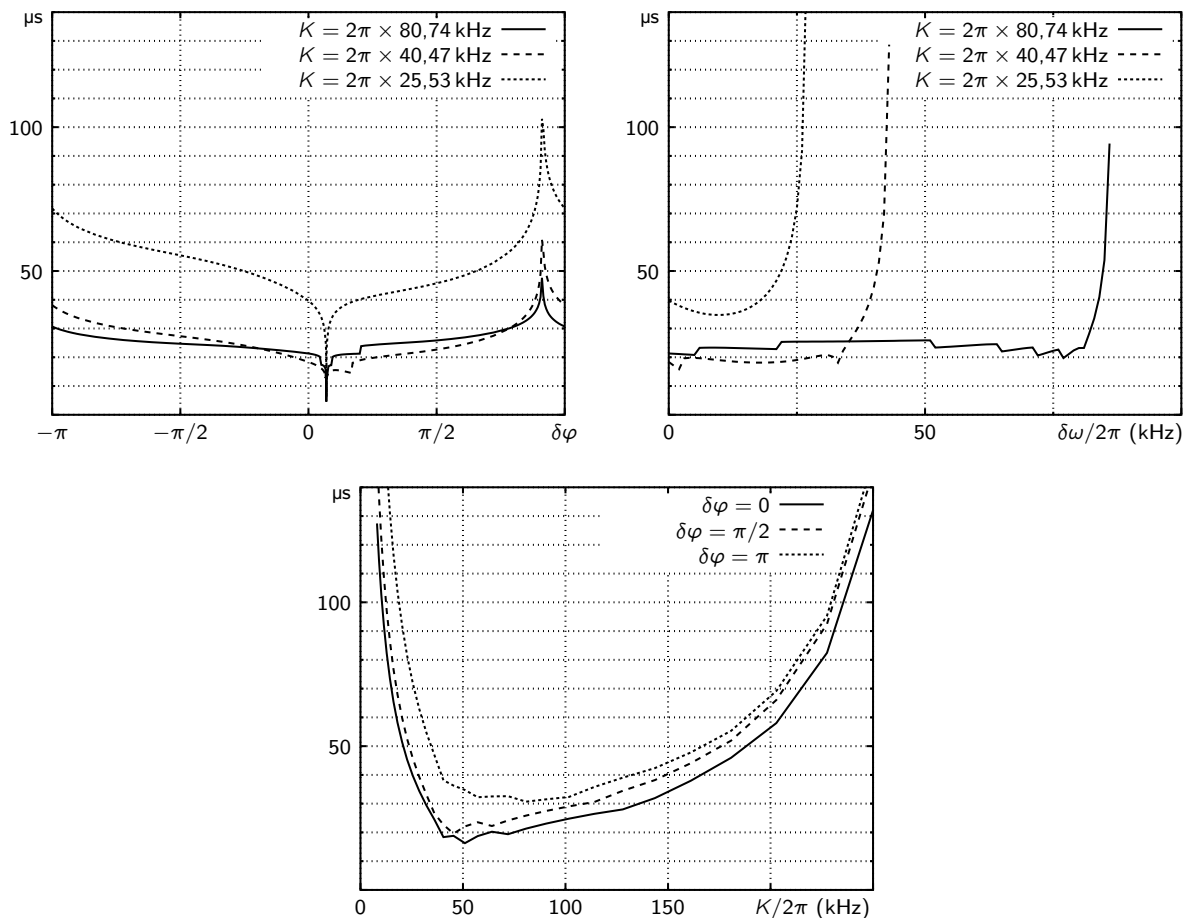 µs
K = 2π × 80,74 kHz
K = 2π × 40,47 kHz
K = 2π × 25,53 kHz
100
50
−π
−π/2
0
π/2
δφ
µs
K = 2π × 80,74 kHz
K = 2π × 40,47 kHz
K = 2π × 25,53 kHz
100
50
0
50
δω/2π (kHz)
µs
δφ = 0
δφ = π/2
δφ = π
100
50
0
50
100
150
K/2π (kHz)